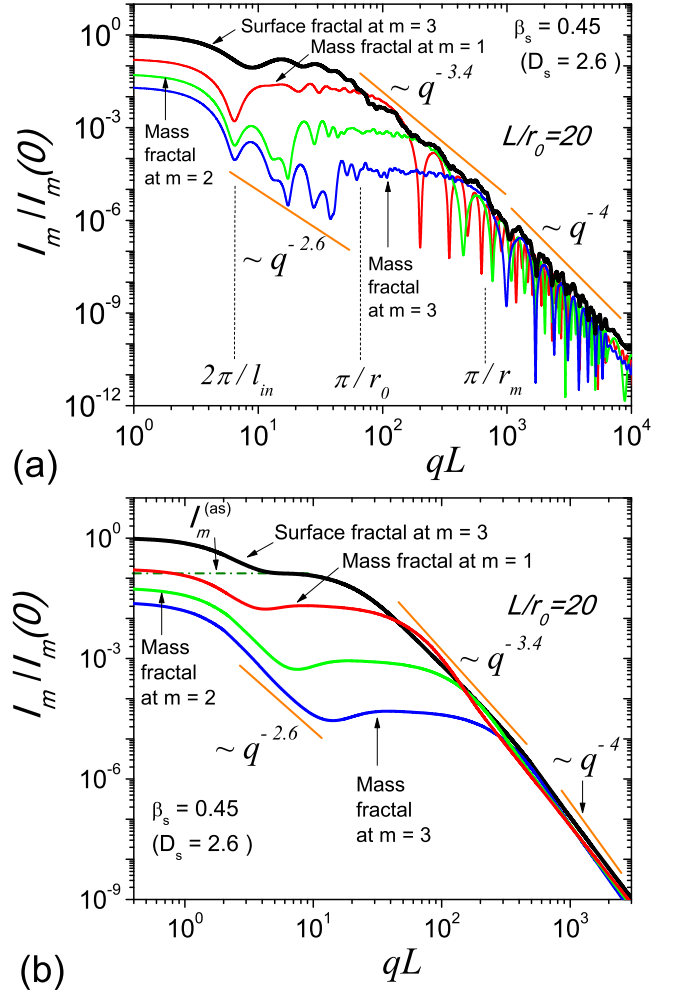 Surface fractal at m = 3
Mass fractal at m = 1
β_s = 0.45
(D_s = 2.6 )
~ q^{-3.4}
L/r_0=20
Mass
fractal
at m = 2
~ q^{-4}
~ q^{-2.6}
Mass
fractal
at m = 3
2π/l_{in}
π/r_0
π/r_m
I_m / I_m(0)
10^0
10^{-3}
10^{-6}
10^{-9}
10^{-12}
10^0 10^1 10^2 10^3 10^4
qL
(a)
I_m^{(as)}
Surface fractal at m = 3
Mass fractal at m = 1
L/r_0=20
Mass
fractal
at m = 2
~ q^{-3.4}
~ q^{-2.6}
~ q^{-4}
Mass
fractal
at m = 3
β_s = 0.45
(D_s = 2.6 )
I_m / I_m(0)
10^0
10^{-3}
10^{-6}
10^{-9}
10^0 10^1 10^2 10^3
qL
(b)